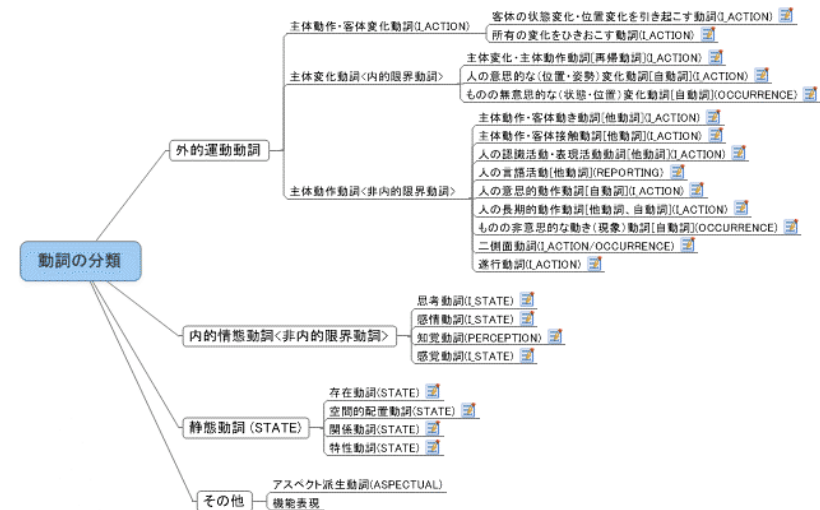 動詞の分類
外的運動動詞
主体動作・客体変化動詞(I_ACTION)
客体の状態変化・位置変化を引き起こす動詞(I_ACTION)
所有の変化をひきおこす動詞(I_ACTION)
主体変化動詞<内的限界動詞>
主体変化・主体動作動詞[再帰動詞](I_ACTION)
人の意思的な(位置・姿勢)変化動詞[自動詞](I_ACTION)
ものの無意思的な(状態・位置)変化動詞[自動詞](OCCURRENCE)
主体動作動詞<非内的限界動詞>
主体動作・客体動き動詞[他動詞](I_ACTION)
主体動作・客体接触動詞[他動詞](I_ACTION)
人の認識活動・表現活動動詞[他動詞](I_ACTION)
人の言語活動[他動詞](REPORTING)
人の意思的動作動詞[自動詞](I_ACTION)
人の長期的動作動詞[他動詞、自動詞](I_ACTION)
ものの非意思的な動き(現象)動詞[自動詞](OCCURRENCE)
二側面動詞(I_ACTION/OCCURRENCE)
遂行動詞(I_ACTION)
内的情態動詞<非内的限界動詞>
思考動詞(I_STATE)
感情動詞(I_STATE)
知覚動詞(PERCEPTION)
感覚動詞(I_STATE)
静態動詞 (STATE)
存在動詞(STATE)
空間的配置動詞(STATE)
関係動詞(STATE)
特性動詞(STATE)
その他
アスペクト派生動詞(ASPECTUAL)
機能表現